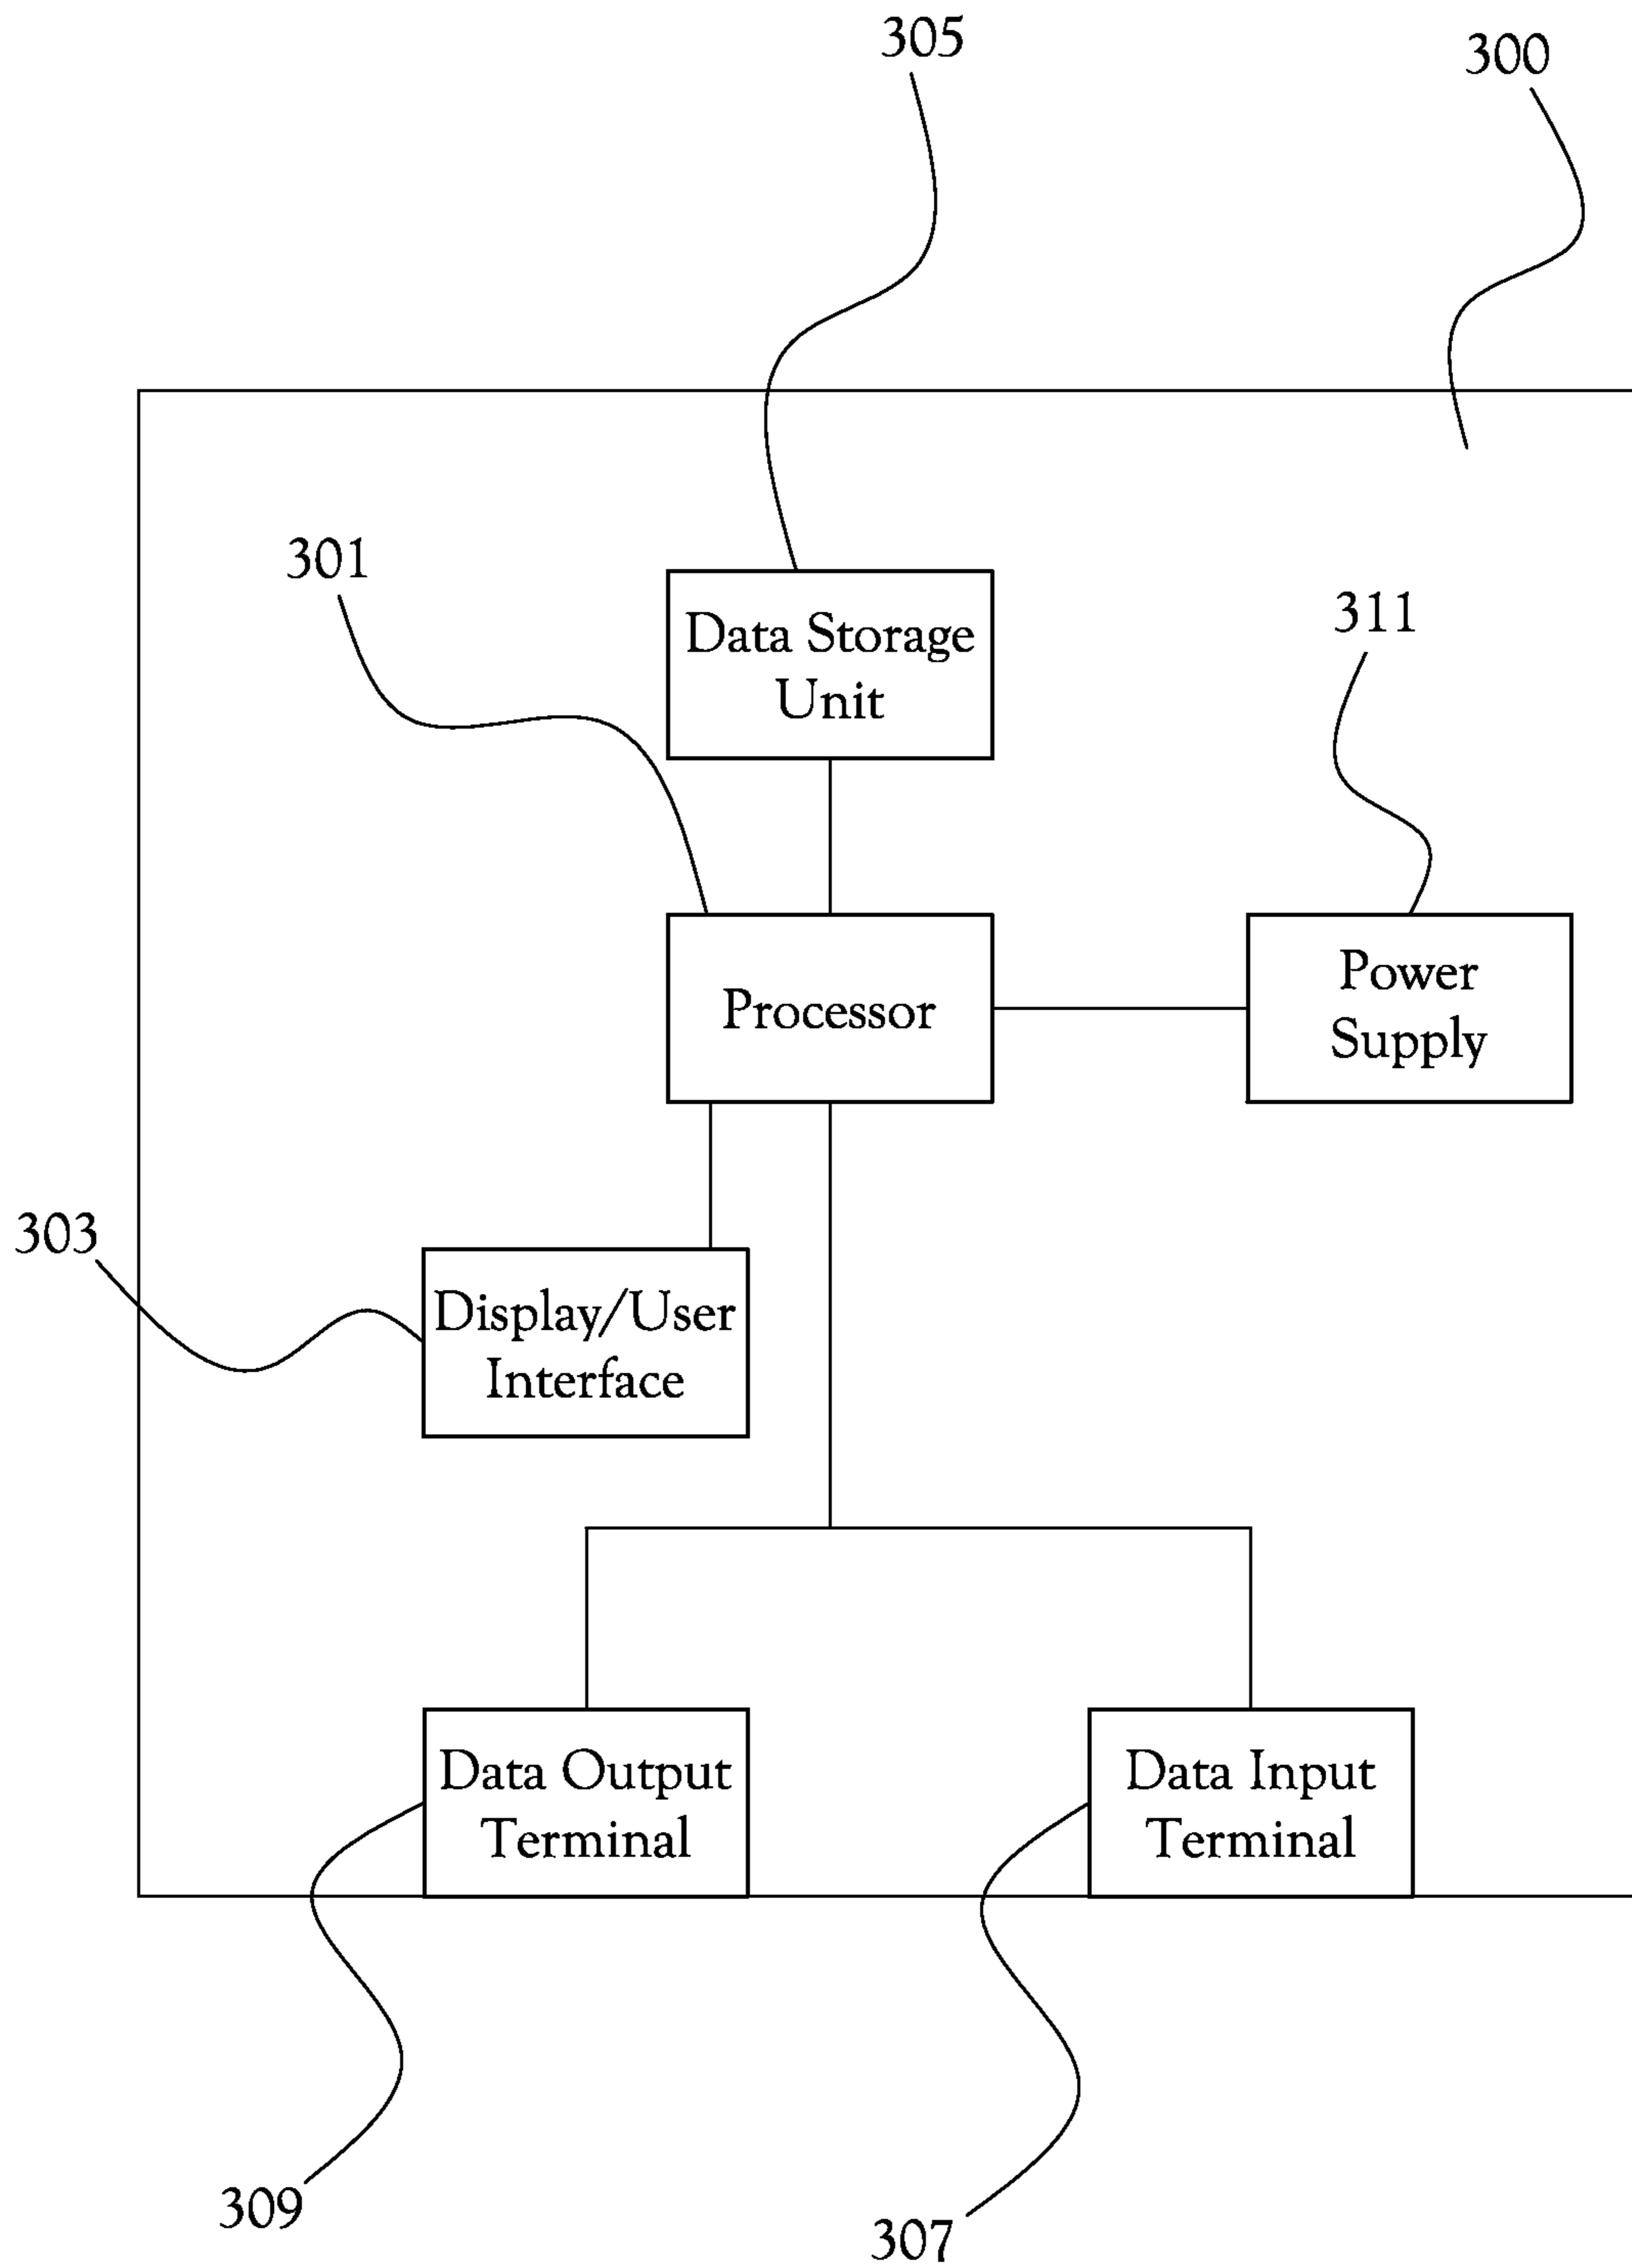 305
300
301
Data Storage
Unit
311
Processor
Power
Supply
303
Display/User
Interface
Data Output
Terminal
Data Input
Terminal
309
307